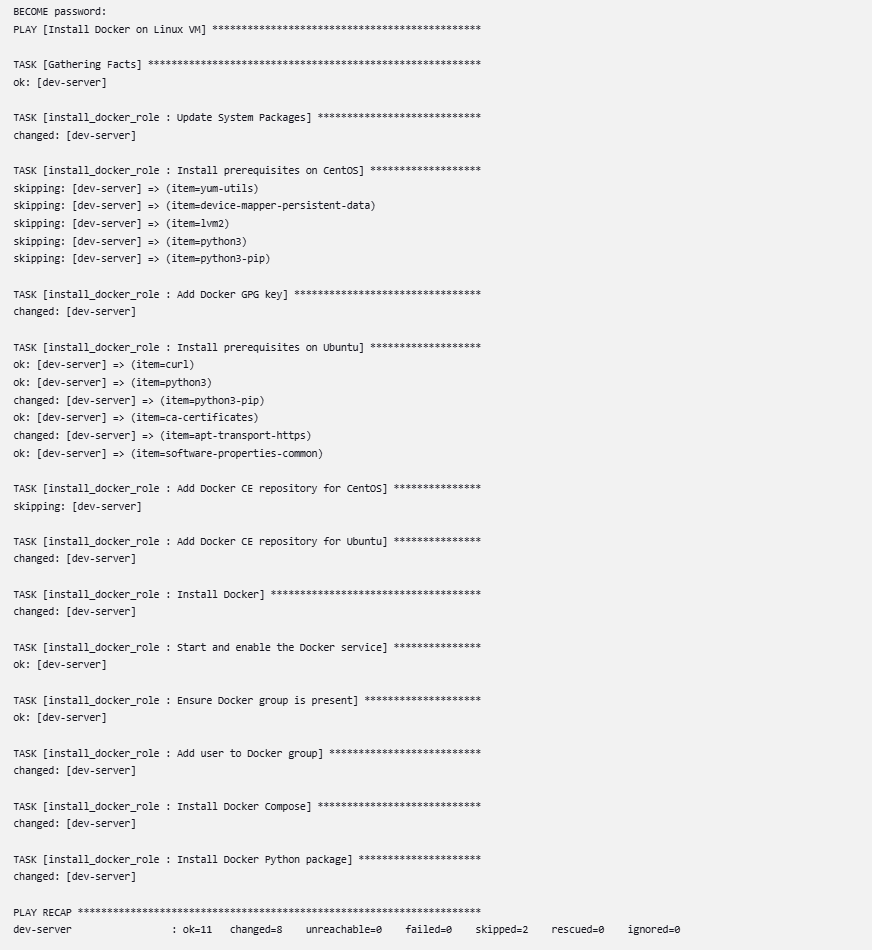 BECOME password:
PLAY [Install Docker on Linux VM] **********************************************
TASK [Gathering Facts] *********************************************************
ok: [dev-server]
TASK [install_docker_role : Update System Packages] ****************************
changed: [dev-server]
TASK [install_docker_role : Install prerequisites on CentOS] *******************
skipping: [dev-server] => (item=yum-utils)
skipping: [dev-server] => (item=device-mapper-persistent-data)
skipping: [dev-server] => (item=lvm2)
skipping: [dev-server] => (item=python3)
skipping: [dev-server] => (item=python3-pip)
TASK [install_docker_role : Add Docker GPG key] ********************************
changed: [dev-server]
TASK [install_docker_role : Install prerequisites on Ubuntu] *******************
ok: [dev-server] => (item=curl)
ok: [dev-server] => (item=python3)
changed: [dev-server] => (item=python3-pip)
ok: [dev-server] => (item=ca-certificates)
changed: [dev-server] => (item=apt-transport-https)
ok: [dev-server] => (item=software-properties-common)
TASK [install_docker_role : Add Docker CE repository for CentOS] ***************
skipping: [dev-server]
TASK [install_docker_role : Add Docker CE repository for Ubuntu] ***************
changed: [dev-server]
TASK [install_docker_role : Install Docker] ************************************
changed: [dev-server]
TASK [install_docker_role : Start and enable the Docker service] ***************
ok: [dev-server]
TASK [install_docker_role : Ensure Docker group is present] ********************
ok: [dev-server]
TASK [install_docker_role : Add user to Docker group] **************************
changed: [dev-server]
TASK [install_docker_role : Install Docker Compose] ****************************
changed: [dev-server]
TASK [install_docker_role : Install Docker Python package] *********************
changed: [dev-server]
PLAY RECAP *********************************************************************
dev-server                 : ok=11   changed=8    unreachable=0    failed=0    skipped=2    rescued=0    ignored=0